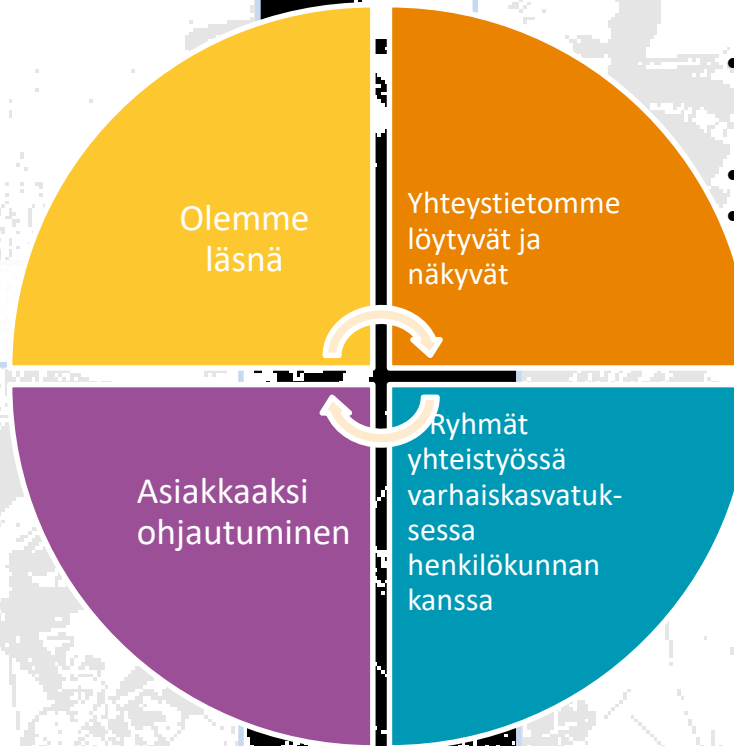 Olemme
läsnä
Yhteystietomme
löytyvät ja
näkyvät
Asiakkaaksi
ohjautuminen
Ryhmät
yhteistyössä
varhaiskasvatuk-
sessa
henkilökunnan
kanssa